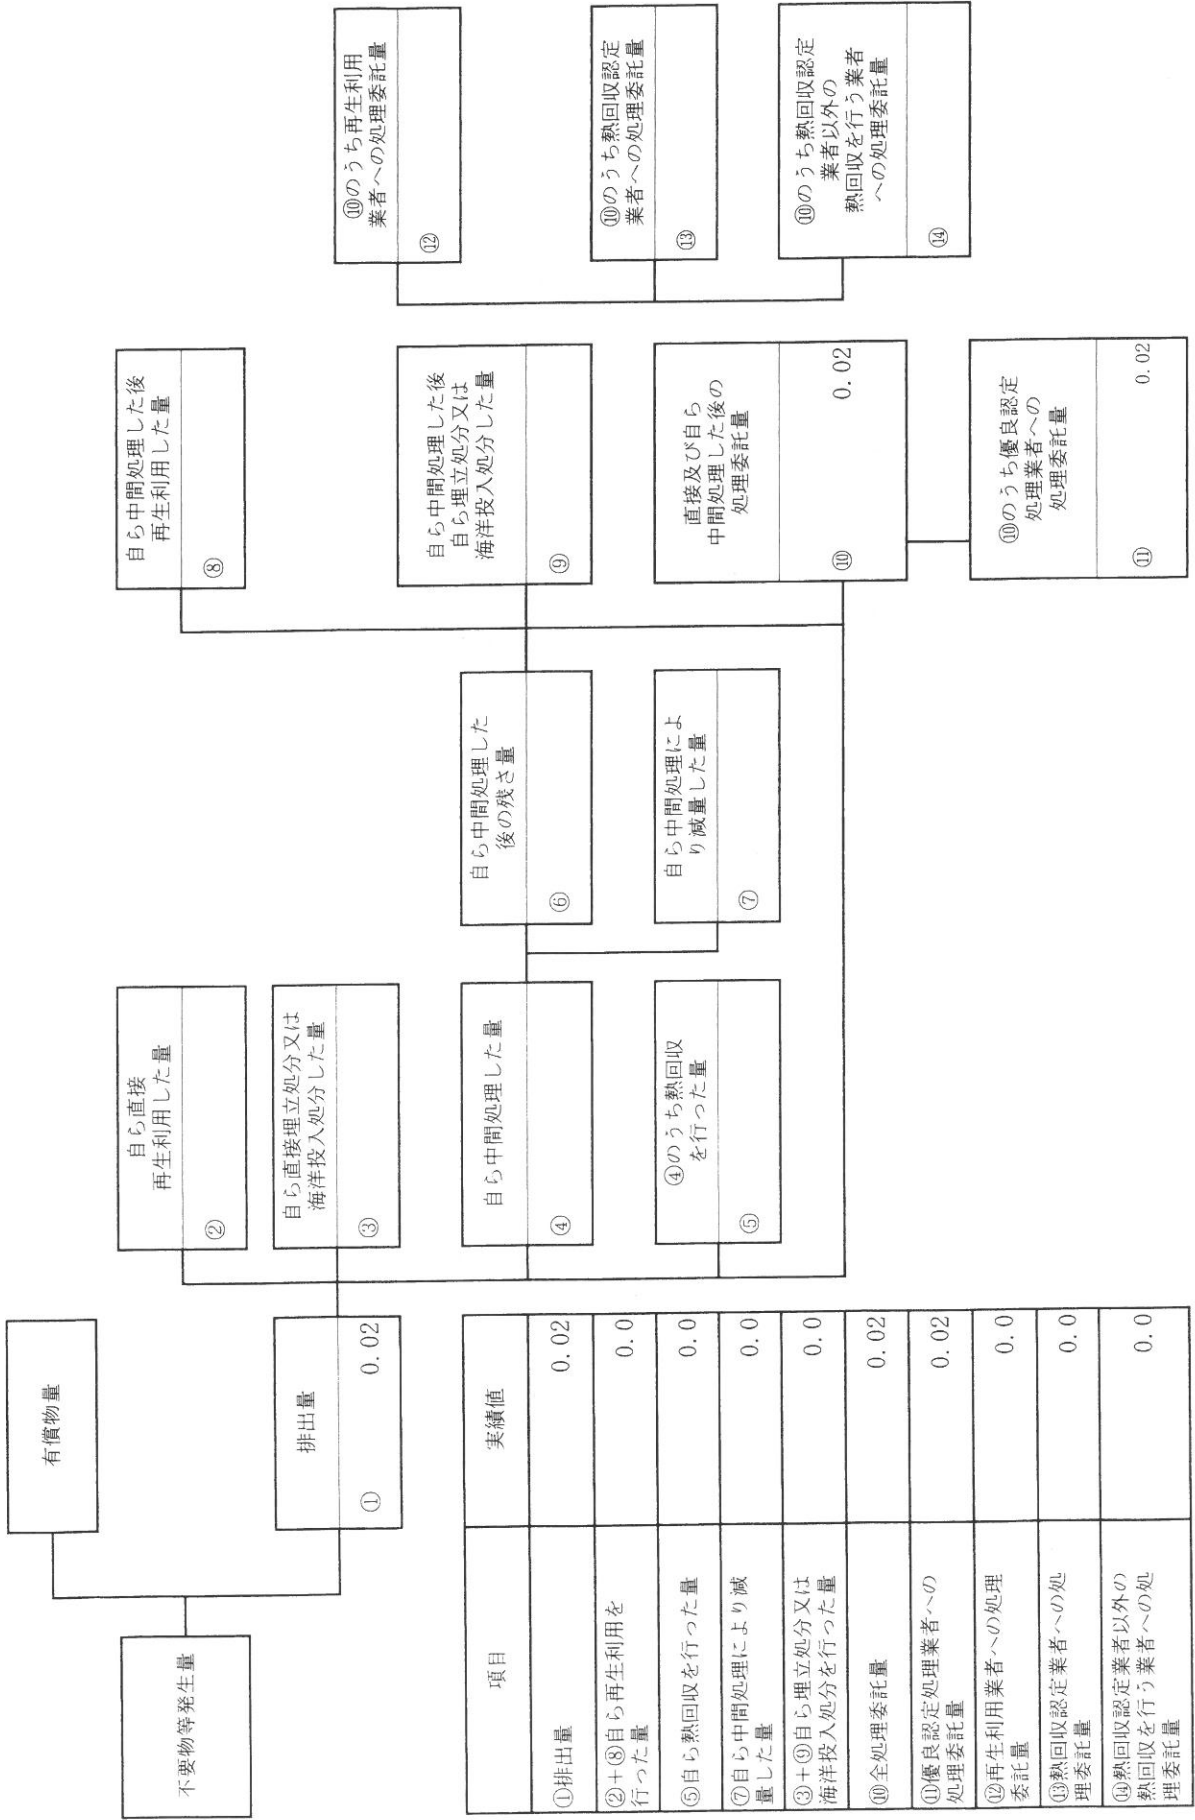 不要物等発生量
有償物量
排出量
① 0.02
自ら直接
再生利用した量
②
自ら直接埋立処分又は
海洋投入処分した量
③
自ら中間処理した量
④
④のうち熱回収
を行った量
⑤
自ら中間処理した
後の残さ量
⑥
自ら中間処理によ
り減量した量
⑦
自ら中間処理した後
再生利用した量
⑧
自ら中間処理した後
自ら埋立処分又は
海洋投入処分した量
⑨
直接及び自ら
中間処理した後の
処理委託量
⑩ 0.02
⑩のうち優良認定
処理業者への
処理委託量
⑪ 0.02
⑩のうち再生利用
業者への処理委託量
⑫
⑩のうち熱回収認定
業者への処理委託量
⑬
⑩のうち熱回収認定
業者以外の
熱回収を行う業者
への処理委託量
⑭
項目 実績値
①排出量 0.02
②+⑧自ら再生利用を
行った量 0.0
⑤自ら熱回収を行った量 0.0
⑦自ら中間処理により減
量した量 0.0
③+⑨自ら埋立処分又は
海洋投入処分を行った量 0.0
⑩全処理委託量 0.02
⑪優良認定処理業者への
処理委託量 0.02
⑫再生利用業者への処理
委託量 0.0
⑬熱回収認定業者への処
理委託量 0.0
⑭熱回収認定業者以外の
熱回収を行う業者への処
理委託量 0.0